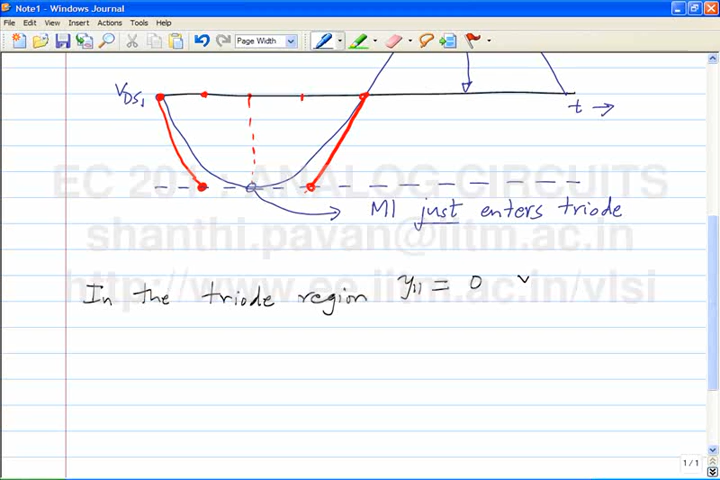 Note1 - Windows Journal
File Edit View Insert Actions Tools Help
Page Width
VDS1
t →
EC 201: ANALOG CIRCUITS
M1 just enters triode
shanthi.pavan@iitm.ac.in
http://www.ee.iitm.ac.in/vlsi
In the triode region y11 = 0
1/1